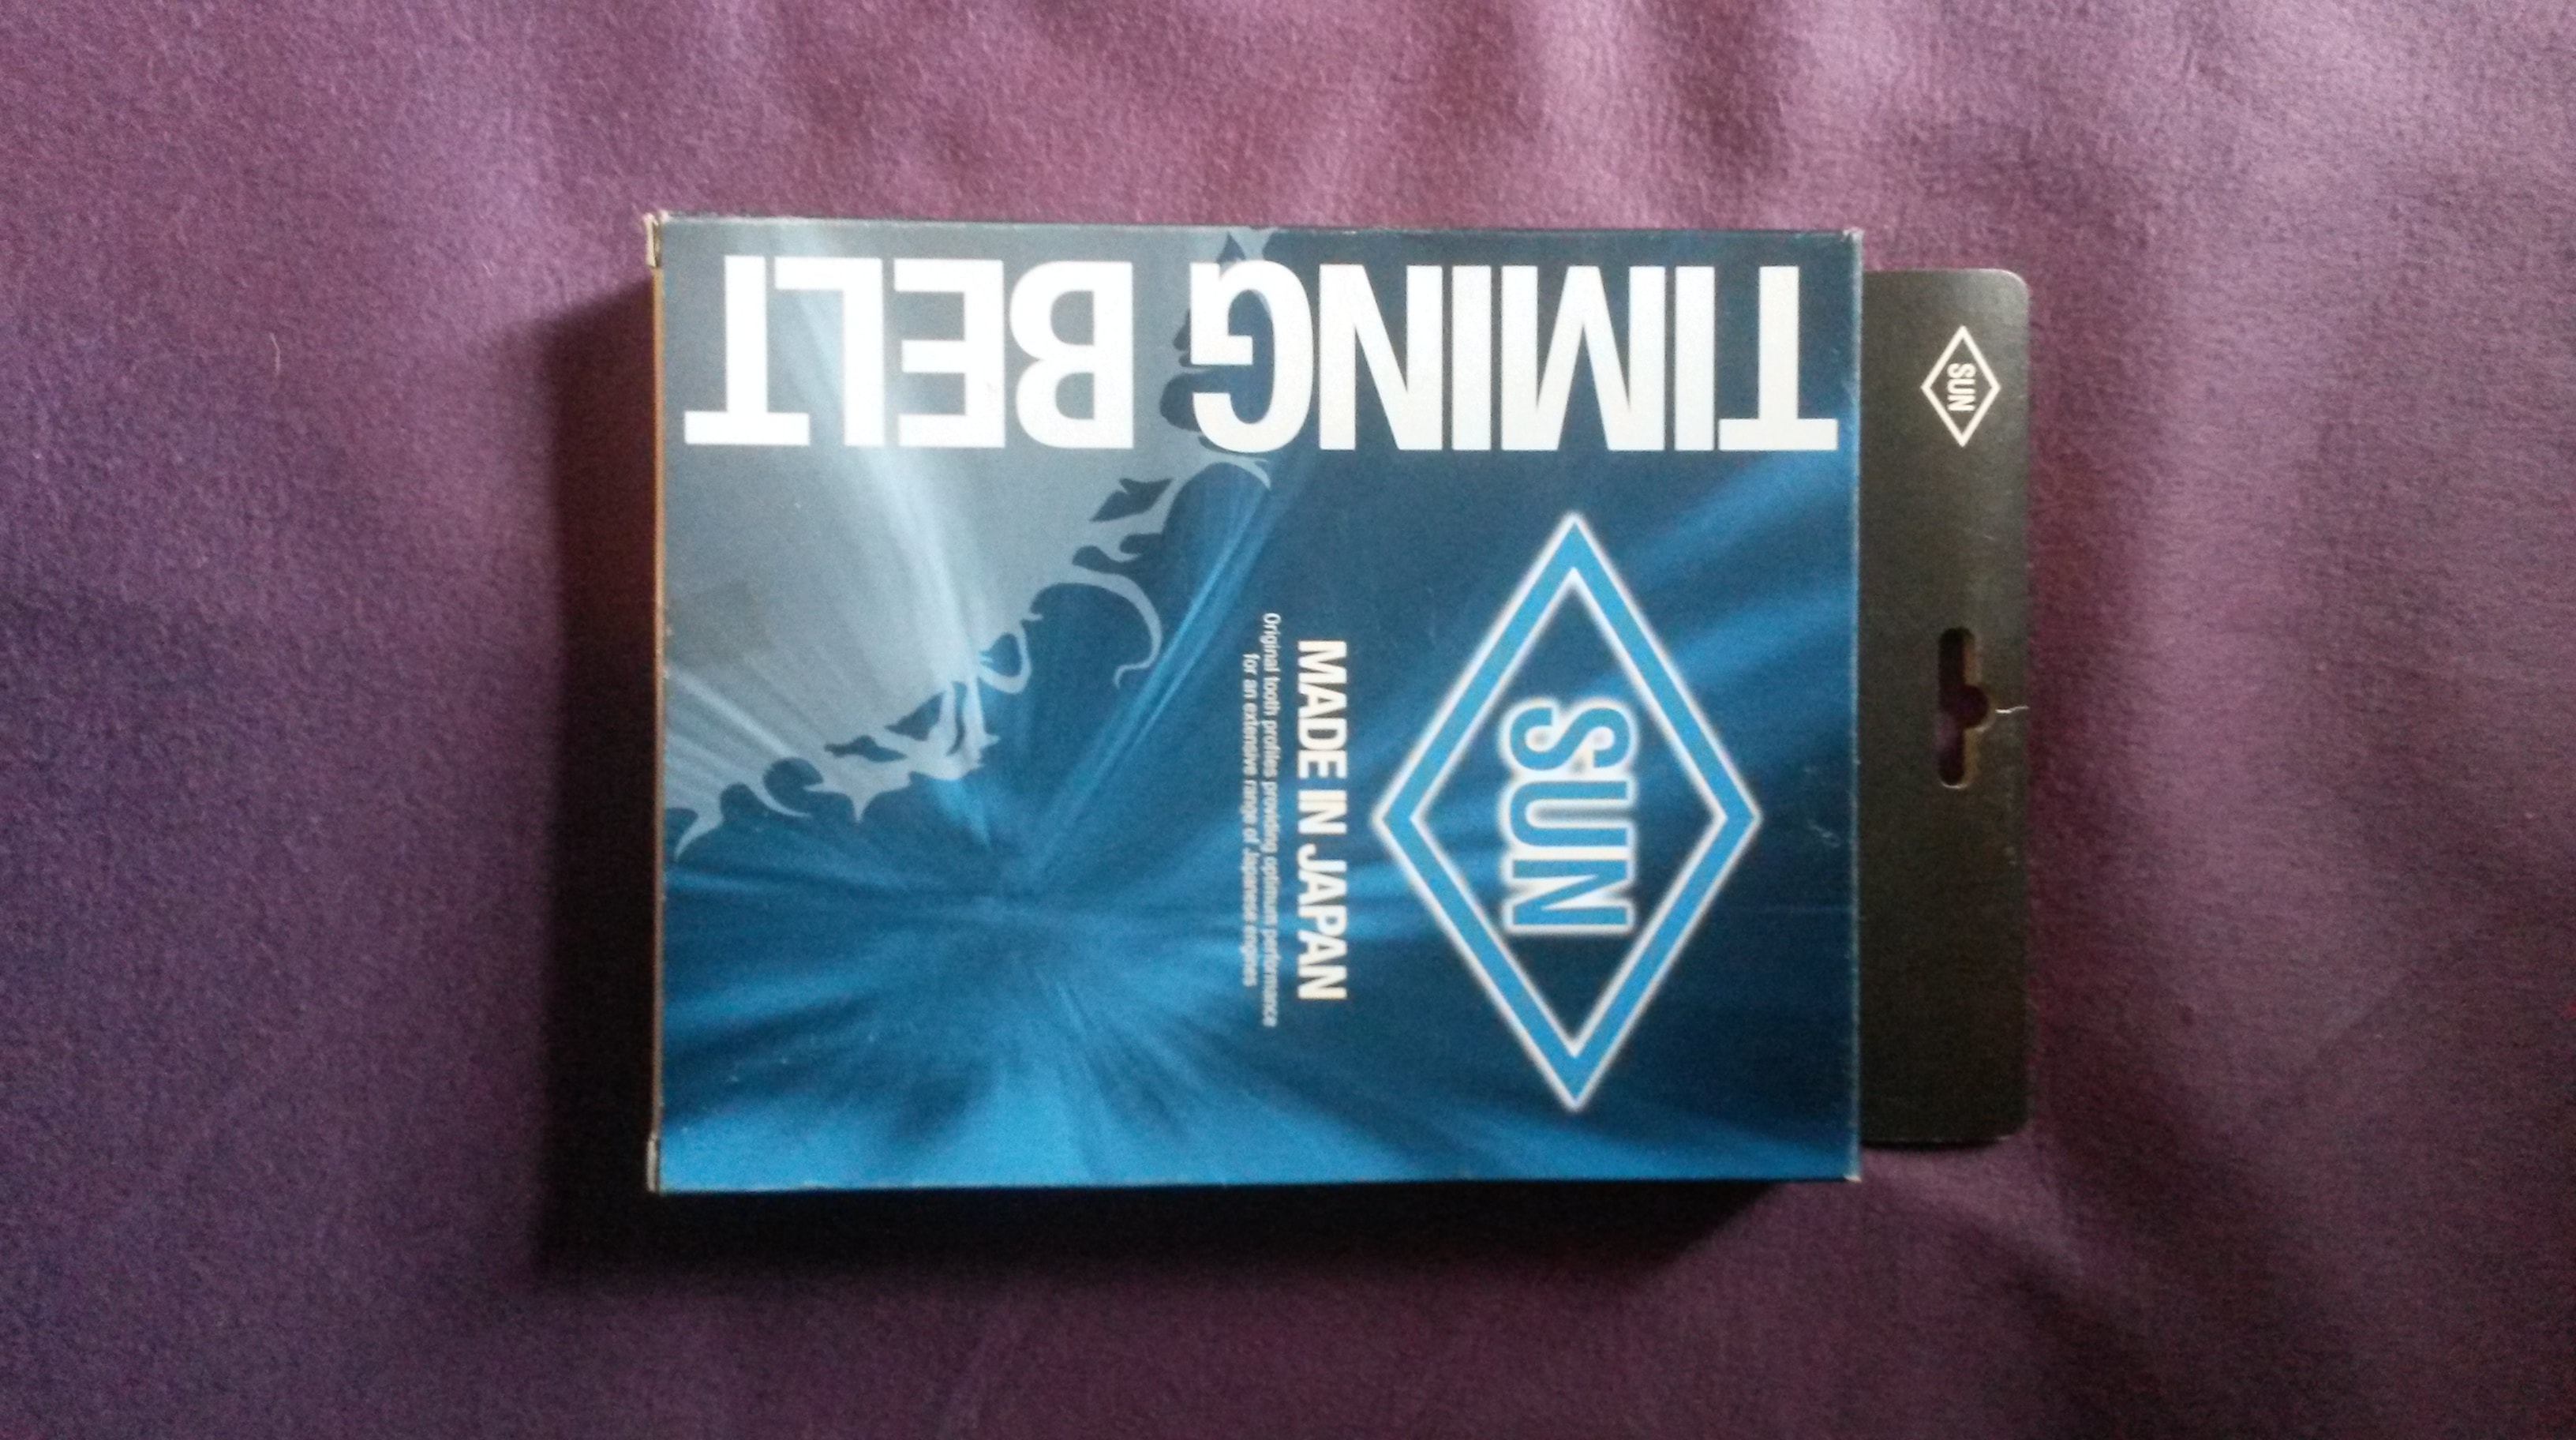 SUN
SUN
MADE IN JAPAN
Original tooth profiles providing optimum performance
for an extensive range of Japanese engines
TIMING BELT